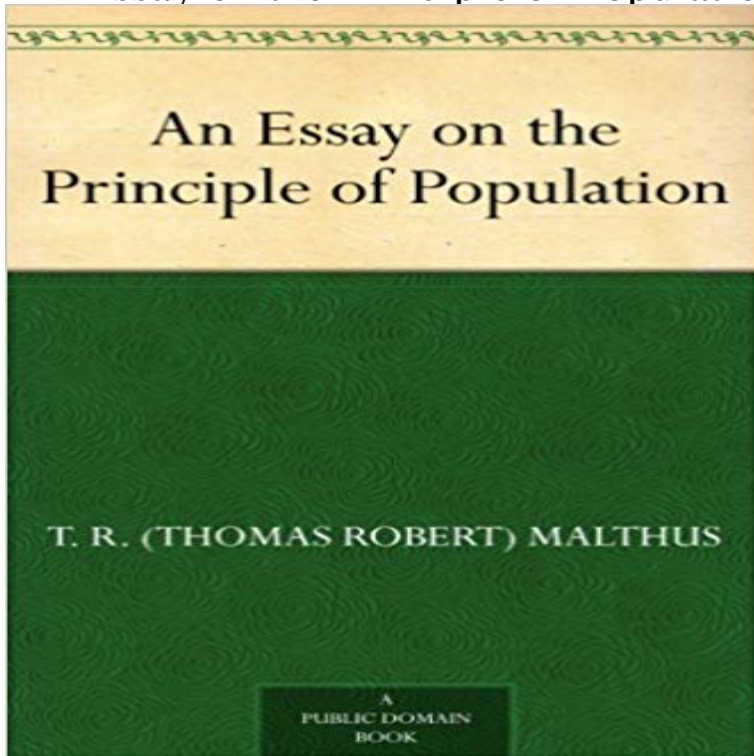 An Essay on the
Principle of Population
T. R. (THOMAS ROBERT) MALTHUS
A
PUBLIC DOMAIN
BOOK